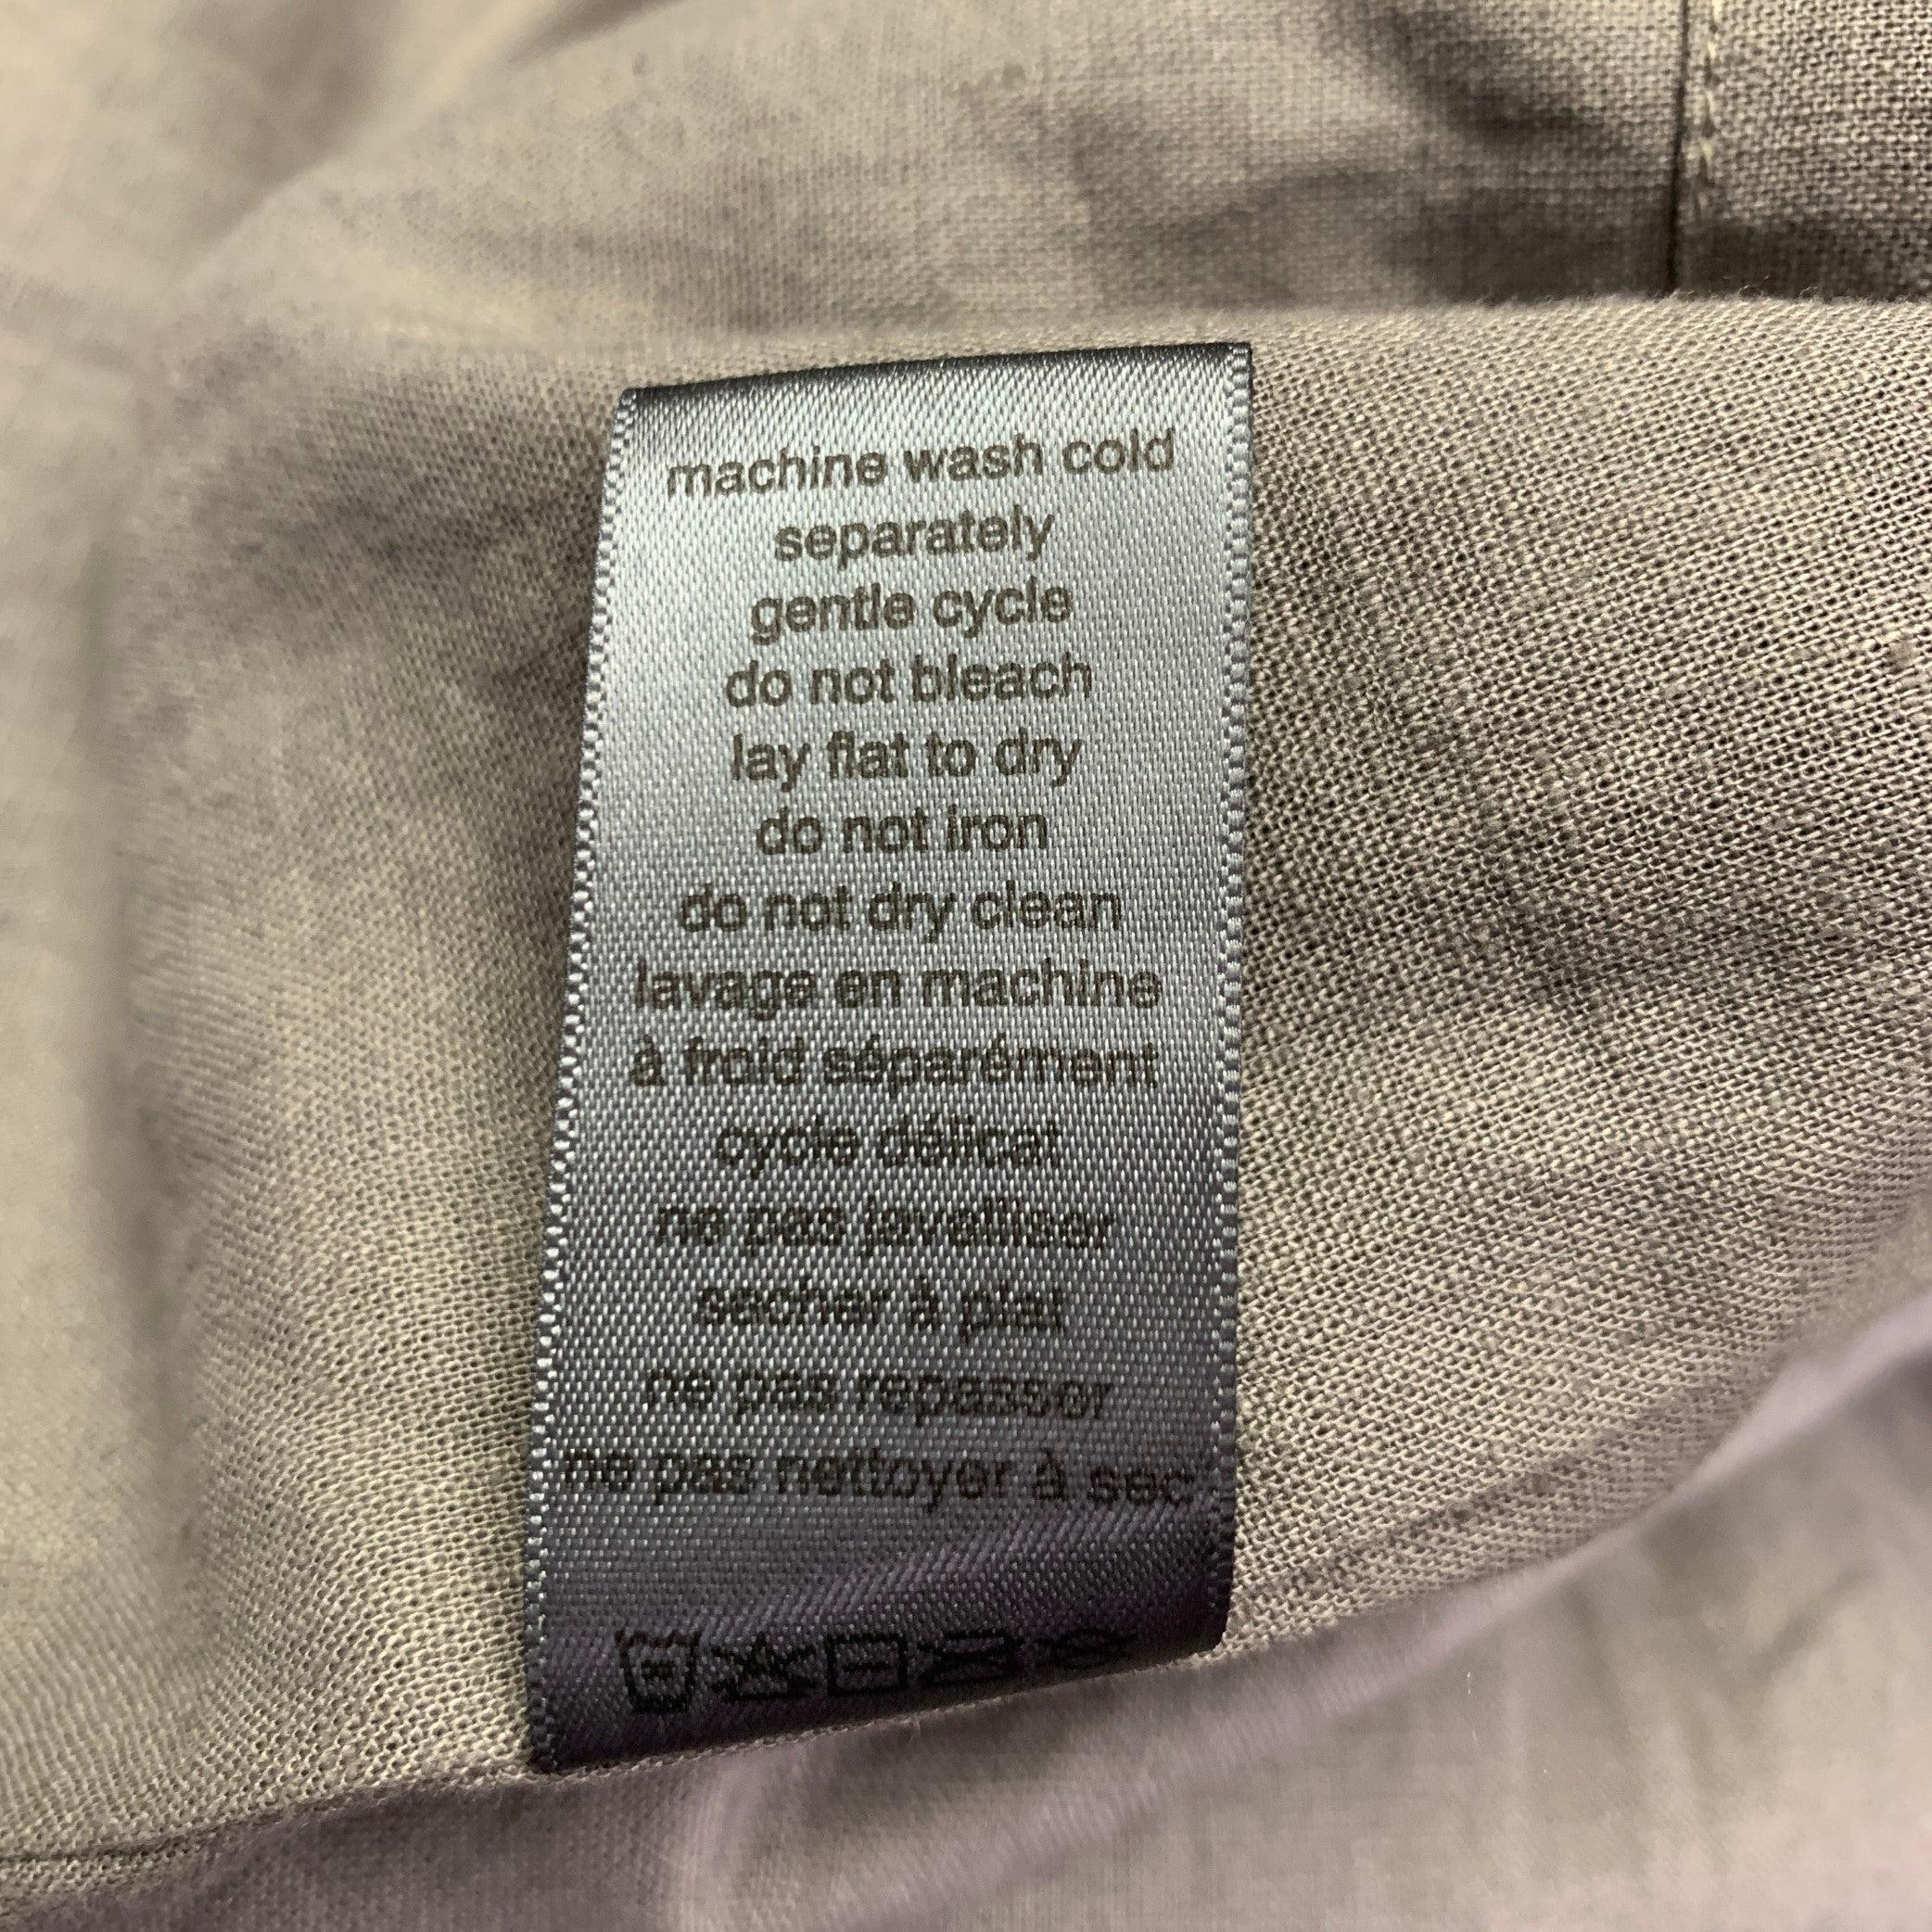 machine wash cold
separately
gentle cycle
do not bleach
lay flat to dry
do not iron
do not dry clean
lavage en machine
à froid séparément
cycle délicat
ne pas javelliser
sécher à plat
ne pas repasser
ne pas nettoyer à sec